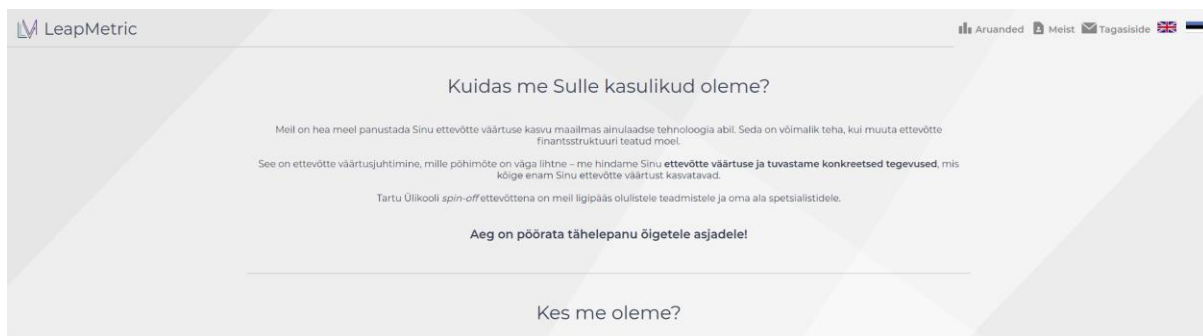 LeapMetric
Aruanded Meist Tagasiside
Kuidas me Sulle kasulikud oleme?
Meil on hea meel panustada Sinu ettevõtte väärtuse kasvu maailmas ainulaadse tehnoloogia abil. Seda on võimalik teha, kui muuta ettevõtte
finantsstruktuuri teatud moel.
See on ettevõtte väärtusjuhtimine, mille põhimõte on väga lihtne – me hindame Sinu ettevõtte väärtuse ja tuvastame konkreetsed tegevused, mis
kõige enam Sinu ettevõtte väärtust kasvatavad.
Tartu Ülikooli spin-off ettevõttena on meil ligipääs olulistele teadmistele ja oma ala spetsialistidele.
Aeg on pöörata tähelepanu õigetele asjadele!
Kes me oleme?